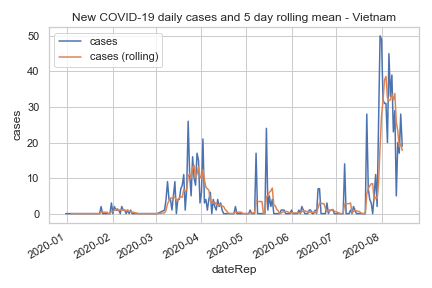 New COVID-19 daily cases and 5 day rolling mean - Vietnam
cases
cases (rolling)
50
40
30
20
10
0
cases
2020-01
2020-02
2020-03
2020-04
2020-05
2020-06
2020-07
2020-08
dateRep